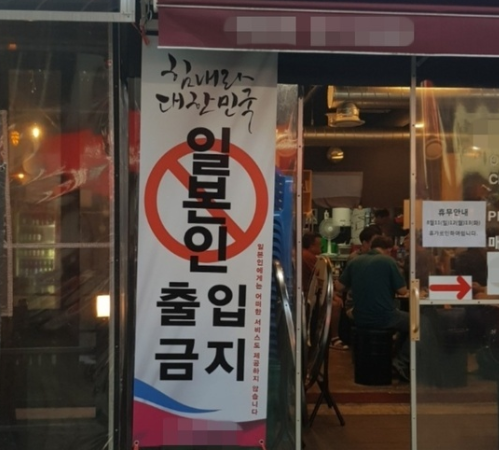 힘내라
대한민국
일본인
출입
금지
일본인에게는 어떠한 서비스도 제공하지 않습니다
휴무안내